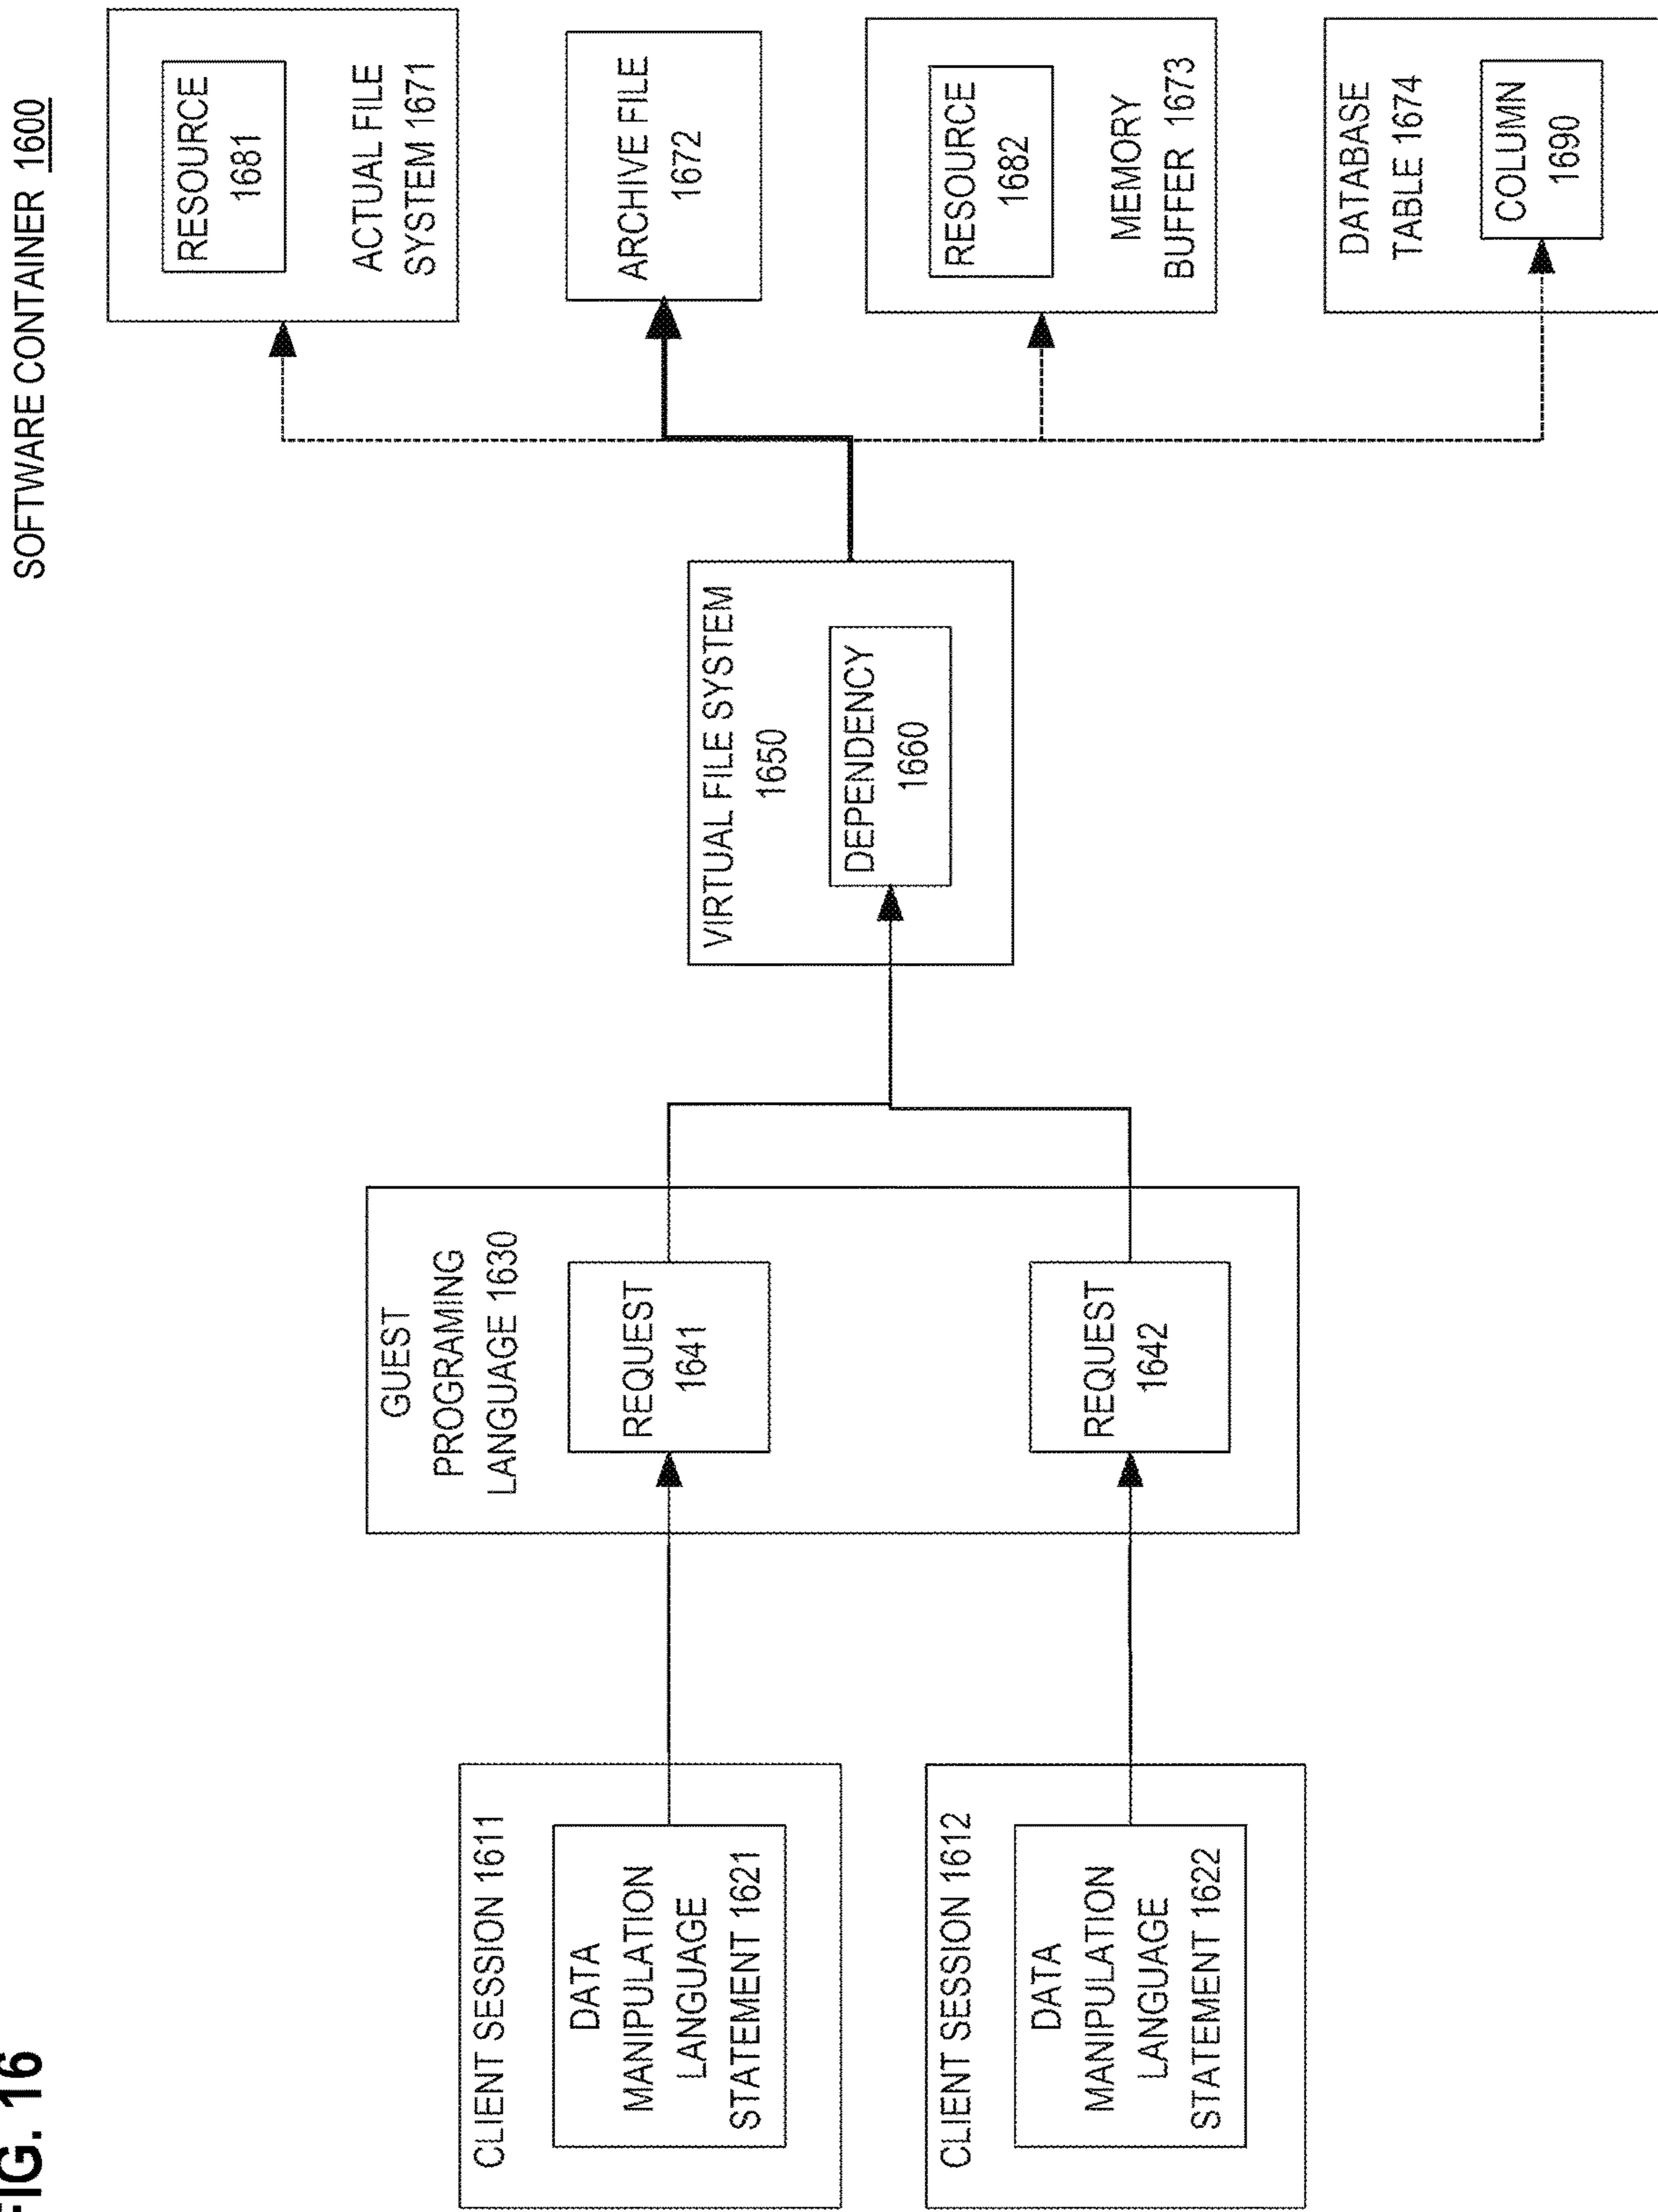 FIG. 16
SOFTWARE CONTAINER 1600
CLIENT SESSION 1611
DATA
MANIPULATION
LANGUAGE
STATEMENT 1621
CLIENT SESSION 1612
DATA
MANIPULATION
LANGUAGE
STATEMENT 1622
GUEST
PROGRAMING
LANGUAGE 1630
REQUEST
1641
REQUEST
1642
VIRTUAL FILE SYSTEM
1650
DEPENDENCY
1660
RESOURCE
1681
ACTUAL FILE
SYSTEM 1671
ARCHIVE FILE
1672
RESOURCE
1682
MEMORY
BUFFER 1673
DATABASE
TABLE 1674
COLUMN
1690